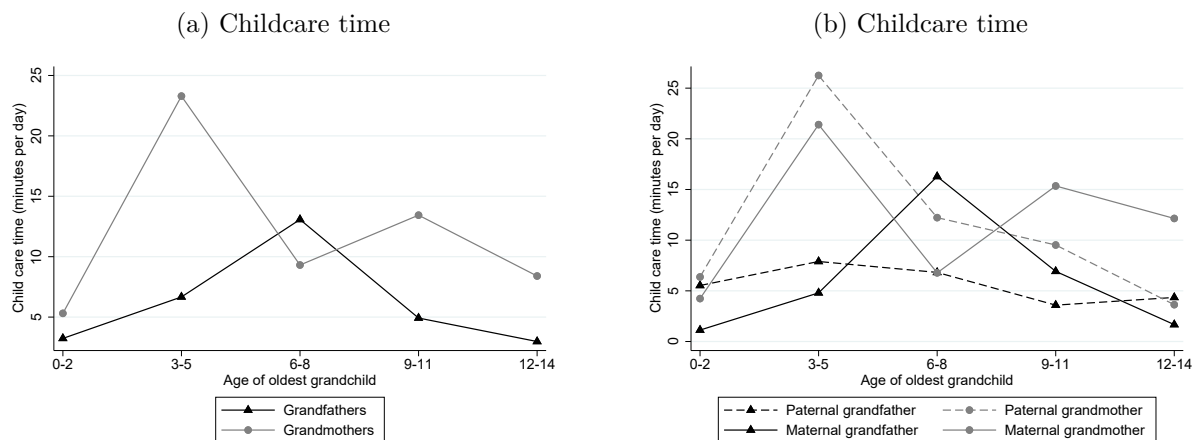 (a) Childcare time
Child care time (minutes per day)
25
20
15
10
5
0-2 3-5 6-8 9-11 12-14
Age of oldest grandchild
Grandfathers
Grandmothers
(b) Childcare time
Child care time (minutes per day)
25
20
15
10
5
0
0-2 3-5 6-8 9-11 12-14
Age of oldest grandchild
Paternal grandfather Paternal grandmother
Maternal grandfather Maternal grandmother